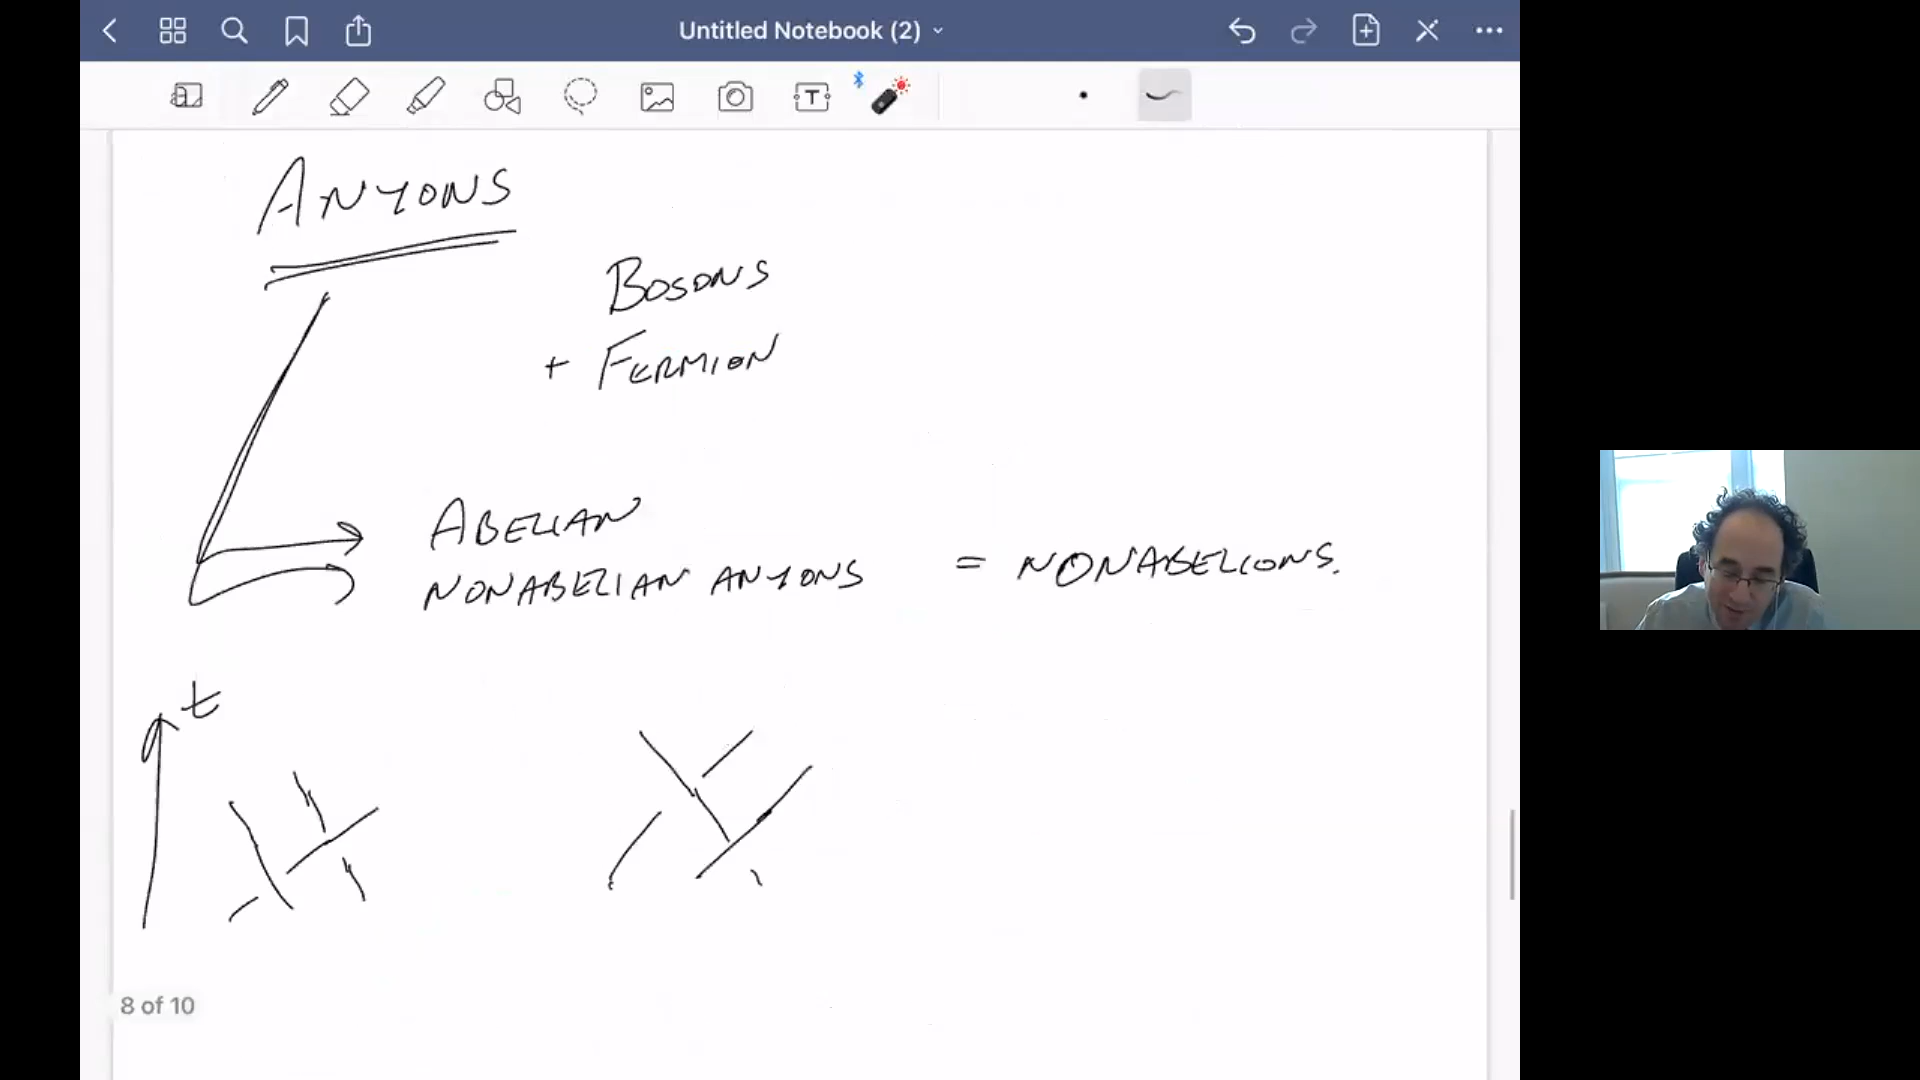 Untitled Notebook (2)
T
ANYONS
BOSONS
+ FERMION
ABELIAN
NONABELIAN ANYONS = NONABELIONS.
t
8 of 10